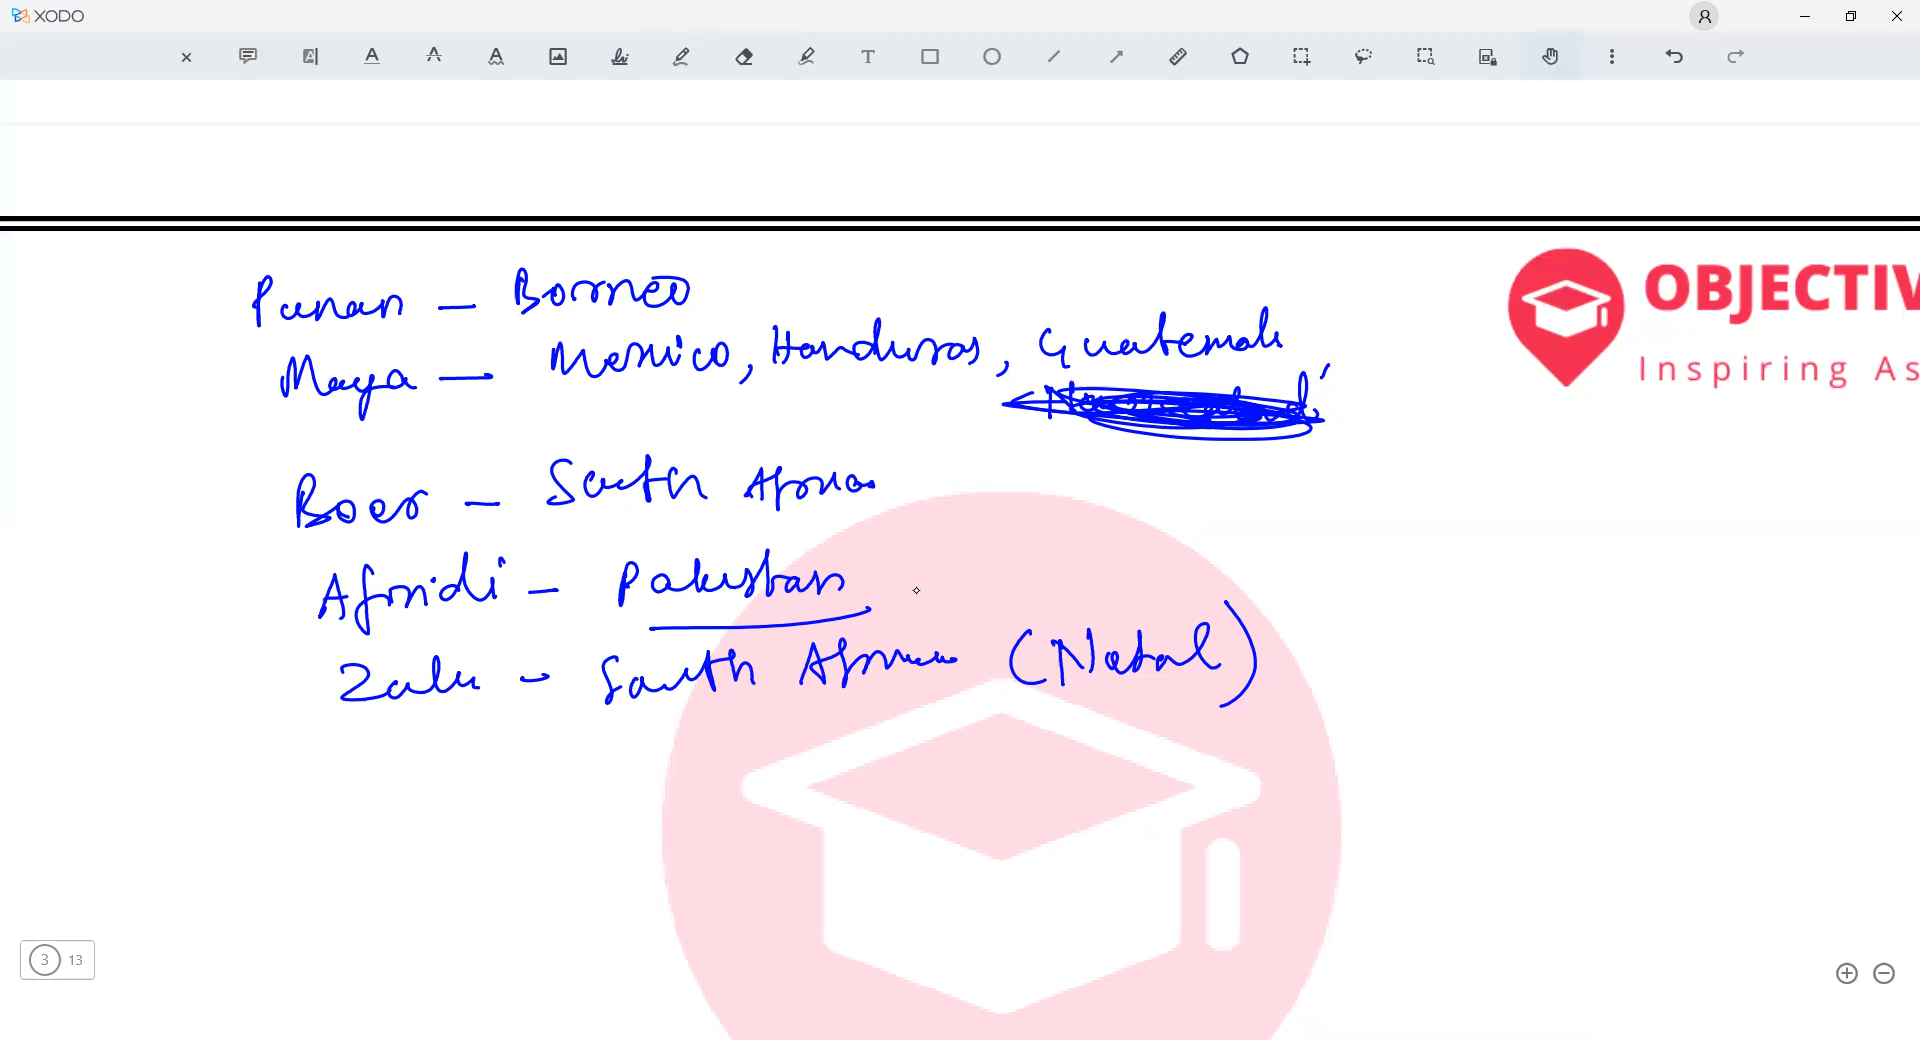 XODO
OBJECTIV
Inspiring As
Punan - Borneo
Maya - Mexico, Honduras, Guatemala
Boer - South Africa
Afridi - Pakistan
Zulu - South Africa (Natal)
3 13